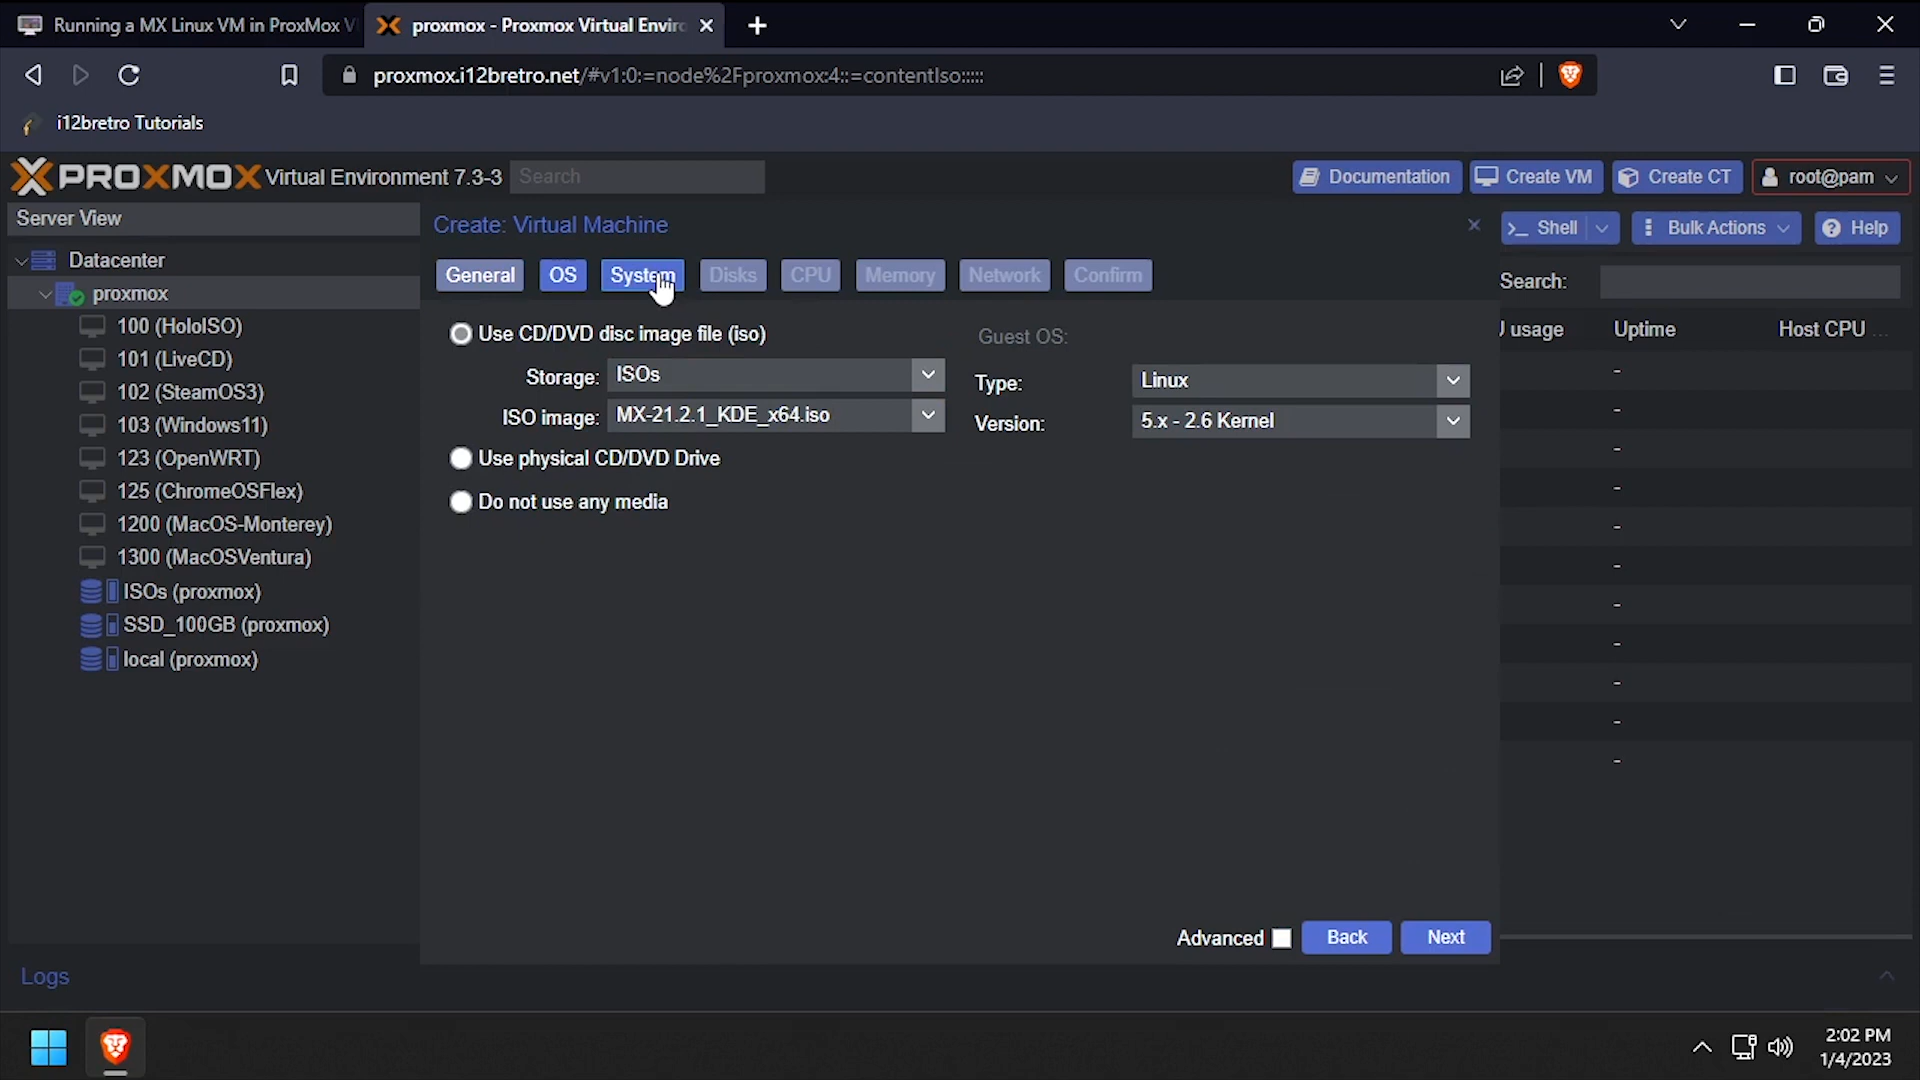 Running a MX Linux VM in ProxMox V
proxmox - Proxmox Virtual Enviro
proxmox.i12bretro.net/#v1:0:=node%2Fproxmox:4::=contentIso:::::
i12bretro Tutorials
PROXMOX Virtual Environment 7.3-3
Search
Documentation
Create VM
Create CT
root@pam
Server View
Create: Virtual Machine
>_ Shell
Bulk Actions
Help
Datacenter
General
OS
System
Disks
CPU
Memory
Network
Confirm
Search:
proxmox
100 (HoloISO)
101 (LiveCD)
102 (SteamOS3)
103 (Windows11)
123 (OpenWRT)
125 (ChromeOSFlex)
1200 (MacOS-Monterey)
1300 (MacOSVentura)
ISOs (proxmox)
SSD_100GB (proxmox)
local (proxmox)
Use CD/DVD disc image file (iso)
Storage: ISOs
ISO image: MX-21.2.1_KDE_x64.iso
Use physical CD/DVD Drive
Do not use any media
Guest OS:
Type: Linux
Version: 5.x - 2.6 Kernel
usage
Uptime
Host CPU ...
-
-
-
-
-
-
-
-
-
-
-
Advanced
Back
Next
Logs
2:02 PM
1/4/2023